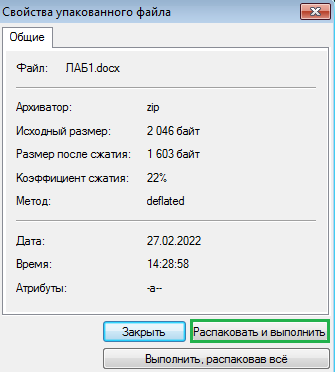 Свойства упакованного файла
Общие
Файл: ЛАБ1.docx
Архиватор: zip
Исходный размер: 2 046 байт
Размер после сжатия: 1 603 байт
Коэффициент сжатия: 22%
Метод: deflated
Дата: 27.02.2022
Время: 14:28:58
Атрибуты: -a--
Закрыть Распаковать и выполнить
Выполнить, распаковав всё